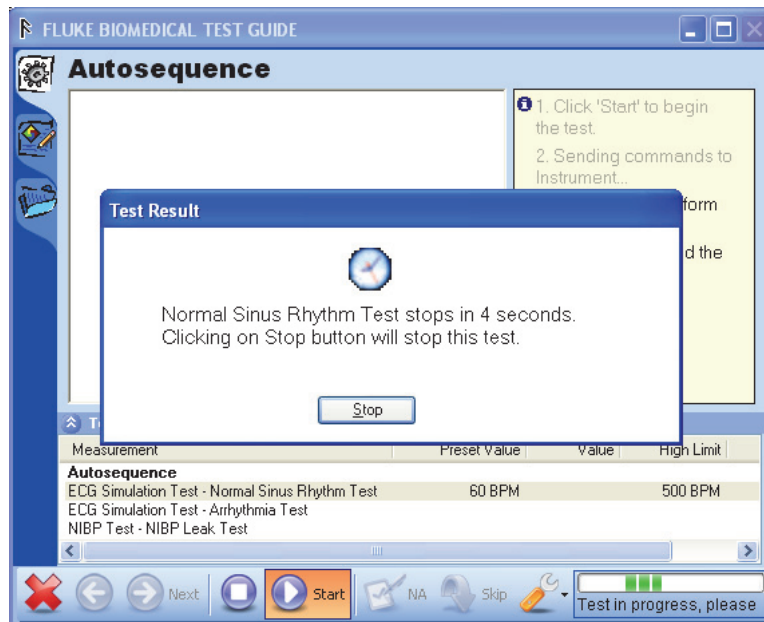 FLUKE BIOMEDICAL TEST GUIDE
Autosequence
1. Click 'Start' to begin
the test.
2. Sending commands to
Instrument...
form
d the
Test Result
Normal Sinus Rhythm Test stops in 4 seconds.
Clicking on Stop button will stop this test.
Stop
T
Measurement Preset Value Value High Limit
Autosequence
ECG Simulation Test - Normal Sinus Rhythm Test 60 BPM 500 BPM
ECG Simulation Test - Arrhythmia Test
NIBP Test - NIBP Leak Test
Next Start NA Skip Test in progress, please